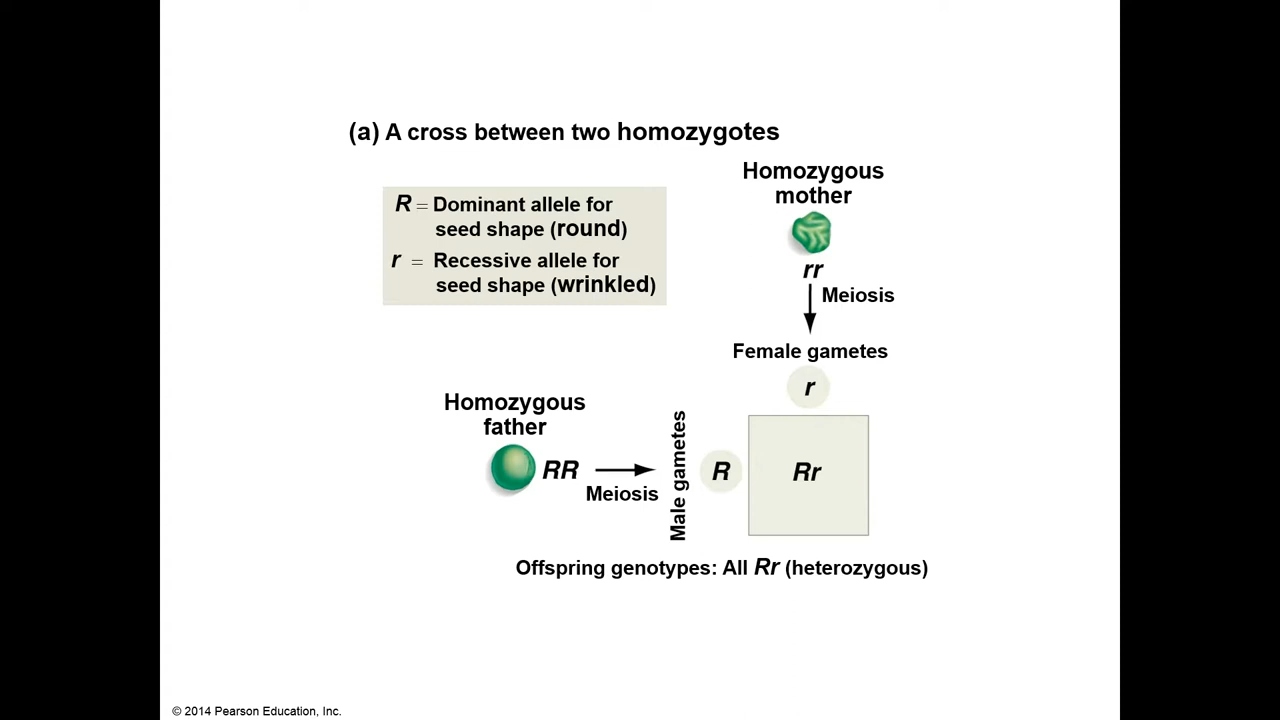 (a) A cross between two homozygotes
Homozygous
mother
R = Dominant allele for
seed shape (round)
r = Recessive allele for
seed shape (wrinkled)
rr
Meiosis
Female gametes
r
Homozygous
father
RR
Meiosis
Male gametes
R
Rr
Offspring genotypes: All Rr (heterozygous)
© 2014 Pearson Education, Inc.